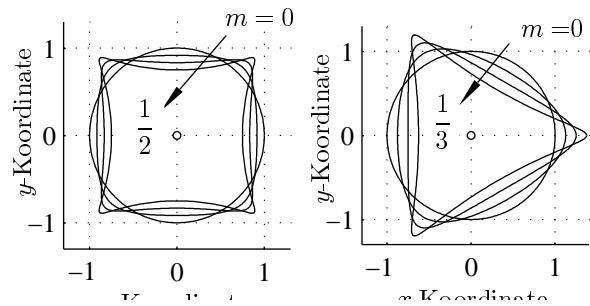 m = 0
1
1/2
0
−1
−1 0 1
y-Koordinate
m = 0
1
1/3
0
−1
−1 0 1
y-Koordinate
x-Koordinate